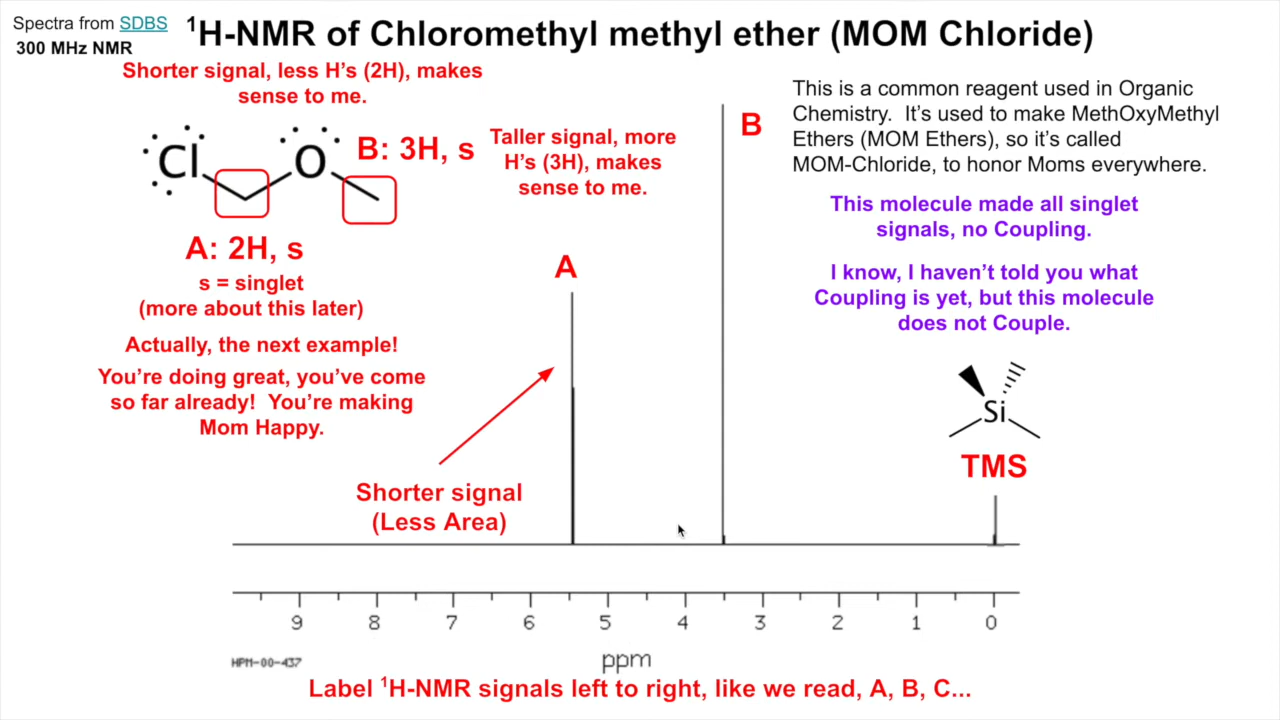 Spectra from SDBS
300 MHz NMR
¹H-NMR of Chloromethyl methyl ether (MOM Chloride)
Shorter signal, less H's (2H), makes
sense to me.
Cl
O
B: 3H, s
A: 2H, s
s = singlet
(more about this later)
Actually, the next example!
You're doing great, you've come
so far already! You're making
Mom Happy.
Taller signal, more
H's (3H), makes
sense to me.
A
B
Shorter signal
(Less Area)
This is a common reagent used in Organic
Chemistry. It's used to make MethOxyMethyl
Ethers (MOM Ethers), so it's called
MOM-Chloride, to honor Moms everywhere.
This molecule made all singlet
signals, no Coupling.
I know, I haven't told you what
Coupling is yet, but this molecule
does not Couple.
Si
TMS
9 8 7 6 5 4 3 2 1 0
HPM-00-437
ppm
Label ¹H-NMR signals left to right, like we read, A, B, C...